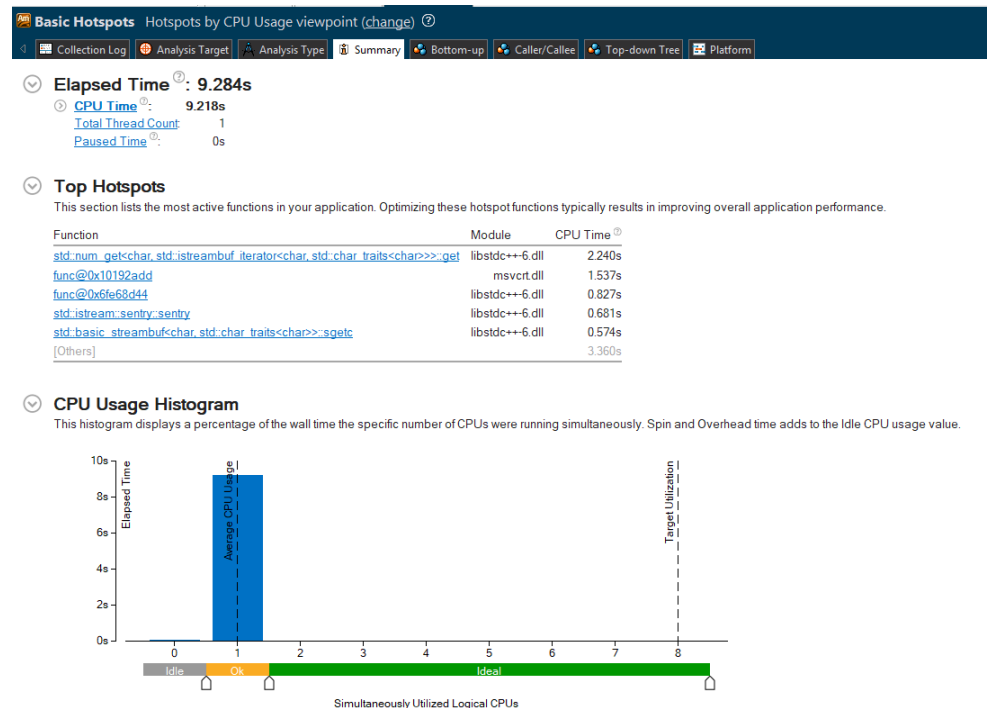 Basic Hotspots Hotspots by CPU Usage viewpoint (change) ?
Collection Log Analysis Target Analysis Type Summary Bottom-up Caller/Callee Top-down Tree Platform
Elapsed Time ?: 9.284s
CPU Time ?: 9.218s
Total Thread Count: 1
Paused Time ?: 0s
Top Hotspots
This section lists the most active functions in your application. Optimizing these hotspot functions typically results in improving overall application performance.
Function Module CPU Time ?
std::num_get<char, std::istreambuf_iterator<char, std::char_traits<char>>>::get libstdc++-6.dll 2.240s
func@0x10192add msvcrt.dll 1.537s
func@0x6fe68d44 libstdc++-6.dll 0.827s
std::istream::sentry::sentry libstdc++-6.dll 0.681s
std::basic_streambuf<char, std::char_traits<char>>::sgetc libstdc++-6.dll 0.574s
[Others] 3.360s
CPU Usage Histogram
This histogram displays a percentage of the wall time the specific number of CPUs were running simultaneously. Spin and Overhead time adds to the Idle CPU usage value.
10s
8s
6s
4s
2s
0s
Elapsed Time
Average CPU Usage
Target Utilization
0 1 2 3 4 5 6 7 8
Idle Ok Ideal
Simultaneously Utilized Logical CPUs